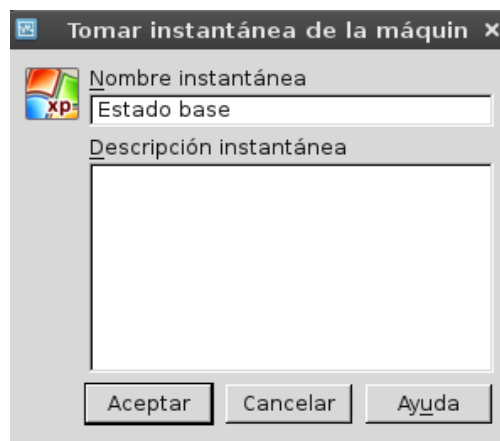 Tomar instantánea de la máquin
Nombre instantánea
xp
Estado base
Descripción instantánea
Aceptar Cancelar Ayuda